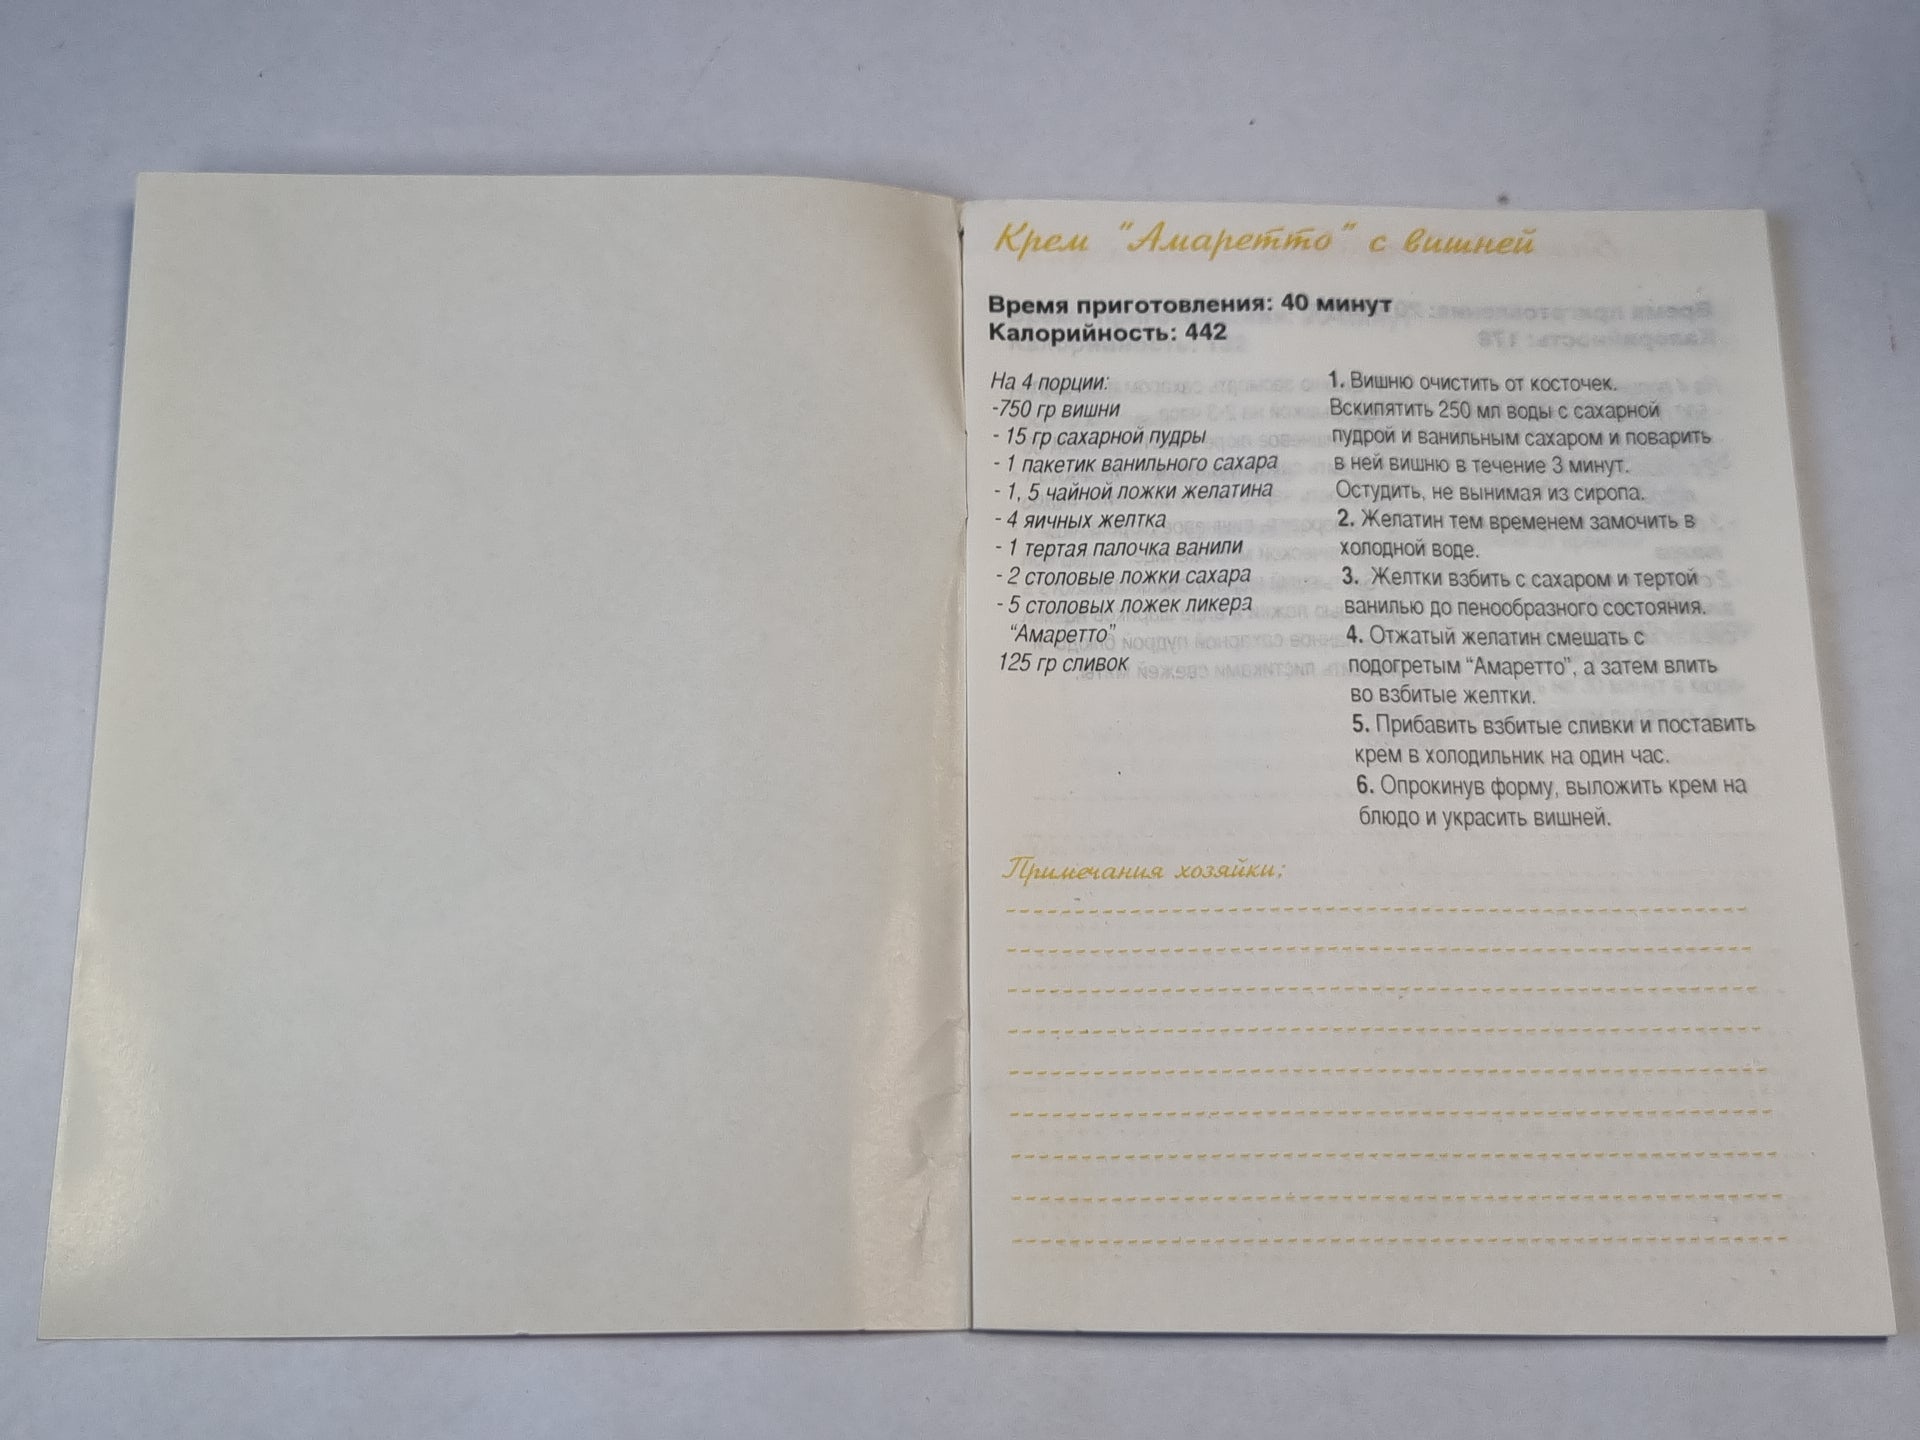 Крем "Амаретто" с вишней
Время приготовления: 40 минут
Калорийность: 442
На 4 порции:
-750 гр вишни
- 15 гр сахарной пудры
- 1 пакетик ванильного сахара
- 1, 5 чайной ложки желатина
- 4 яичных желтка
- 1 тертая палочка ванили
- 2 столовые ложки сахара
- 5 столовых ложек ликера
“Амаретто”
125 гр сливок
1. Вишню очистить от косточек.
Вскипятить 250 мл воды с сахарной
пудрой и ванильным сахаром и поварить
в ней вишню в течение 3 минут.
Остудить, не вынимая из сиропа.
2. Желатин тем временем замочить в
холодной воде.
3. Желтки взбить с сахаром и тертой
ванилью до пенообразного состояния.
4. Отжатый желатин смешать с
подогретым “Амаретто”, а затем влить
во взбитые желтки.
5. Прибавить взбитые сливки и поставить
крем в холодильник на один час.
6. Опрокинув форму, выложить крем на
блюдо и украсить вишней.
Примечания хозяйки: